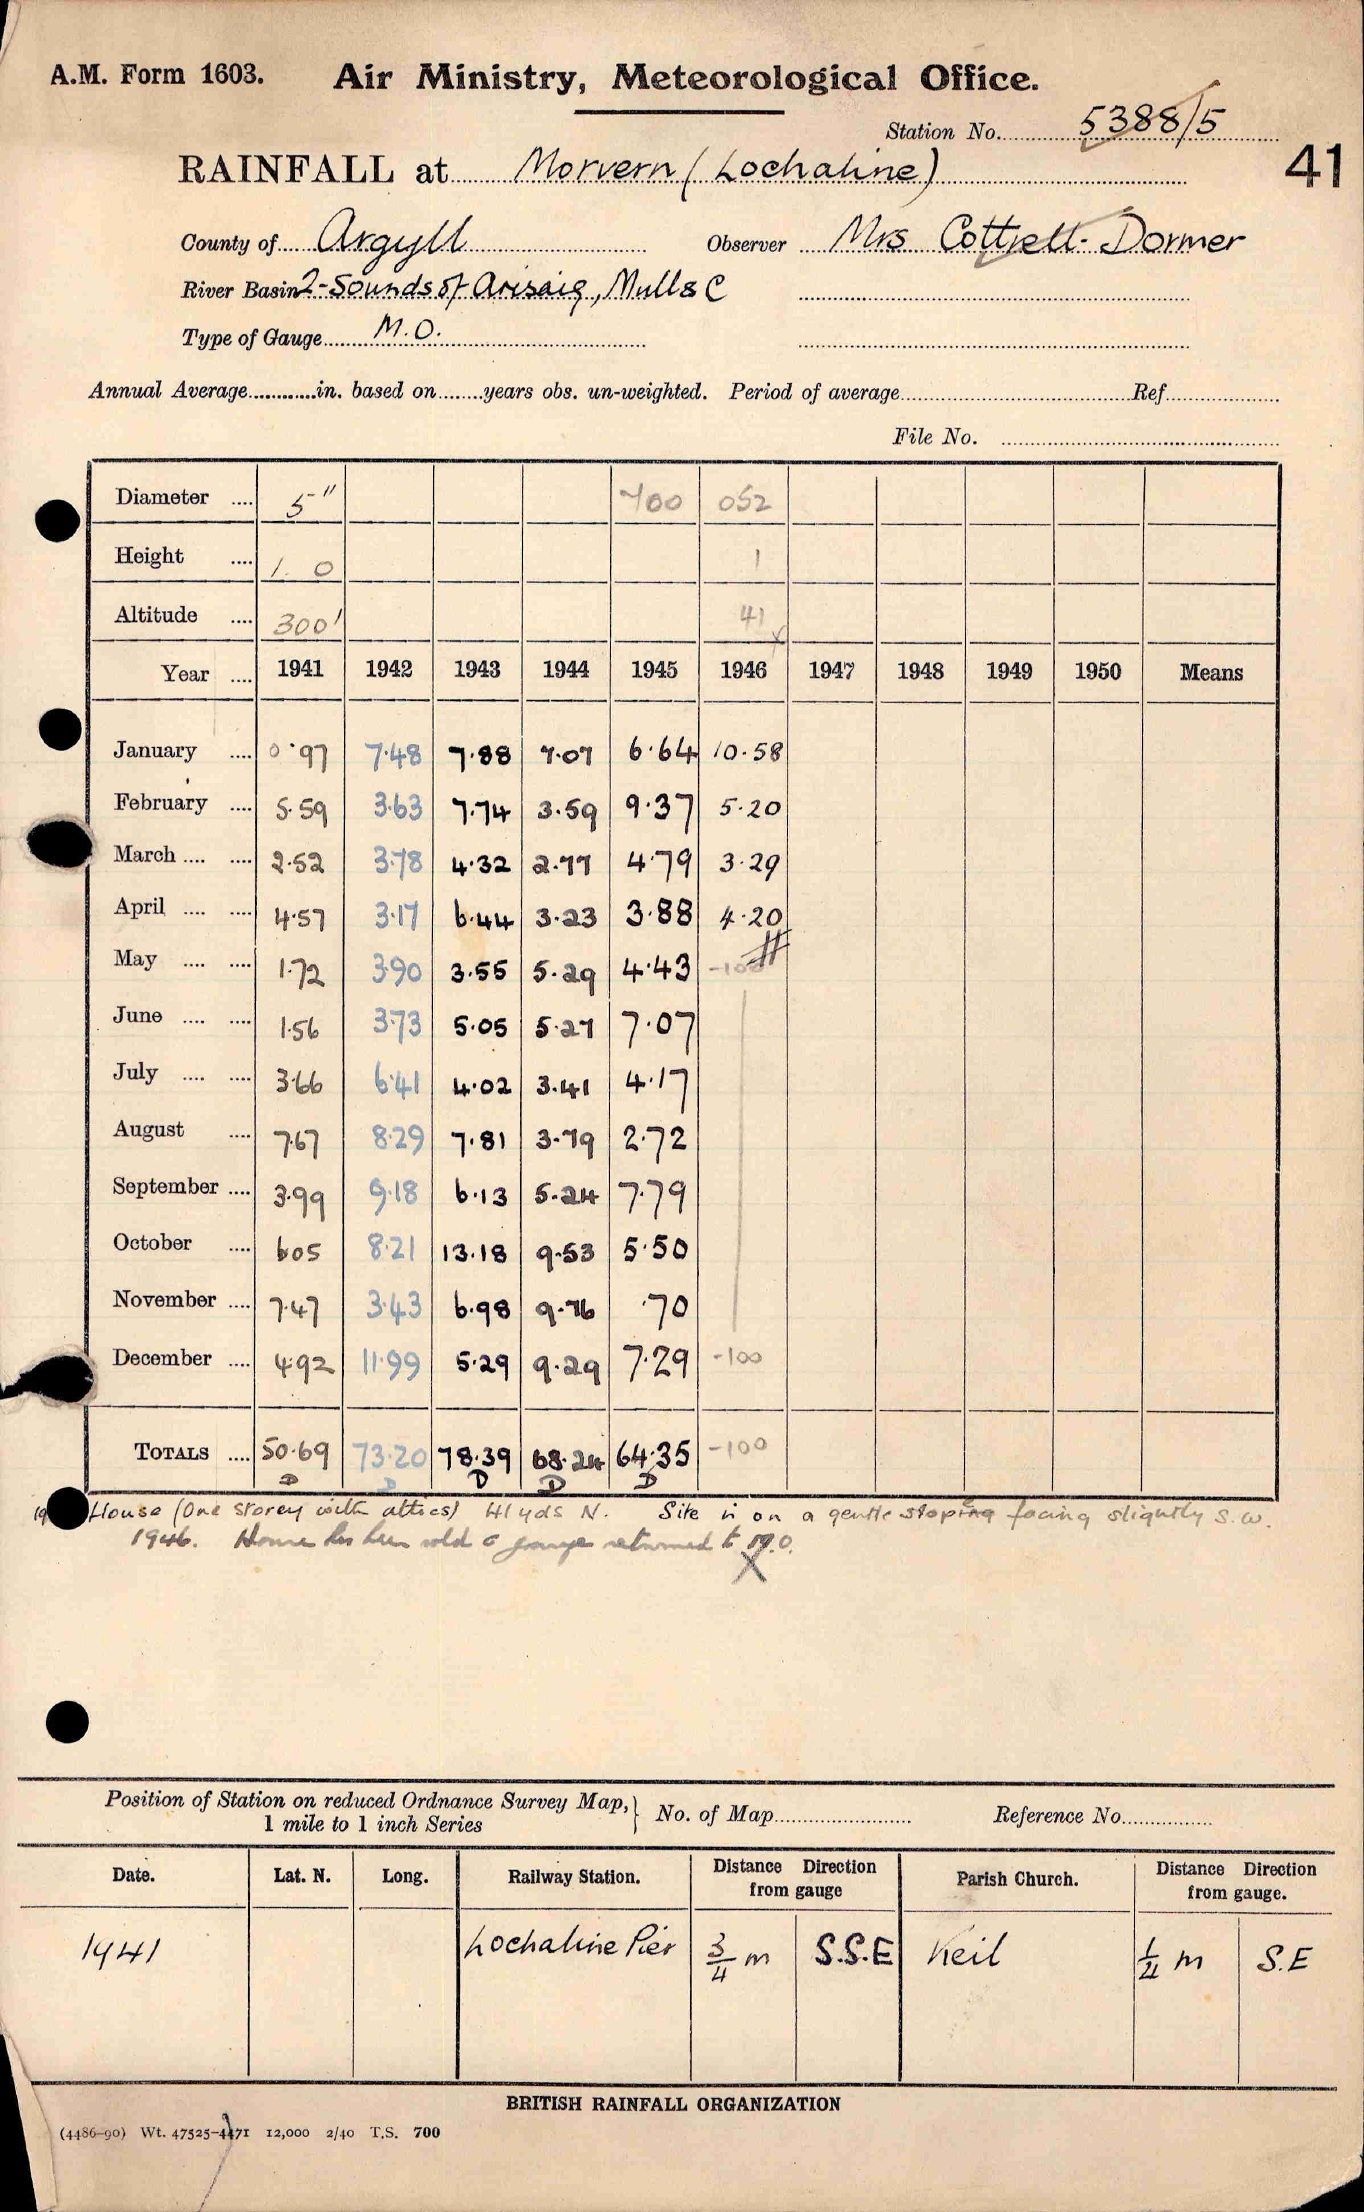 A.M. Form 1603. Air Ministry, Meteorological Office.
Station No. 5388/5
RAINFALL at Morvern (Lochaline) 41
County of Argyll Observer Mrs Cottrell-Dormer
River Basin 2-Sounds of Arisaig, Mull & C
Type of Gauge M.O.
Annual Average in. based on years obs. un-weighted. Period of average Ref
File No.
Diameter 5" 700 052
Height 1. 0 1
Altitude 300' 41
Year 1941 1942 1943 1944 1945 1946 1947 1948 1949 1950 Means
January 0.97 7.48 7.88 7.07 6.64 10.58
February 5.59 3.63 7.74 3.59 9.37 5.20
March 2.52 3.78 4.32 2.77 4.79 3.29
April 4.57 3.17 6.44 3.23 3.88 4.20
May 1.72 3.90 3.55 5.29 4.43 -100
June 1.56 3.73 5.05 5.27 7.07
July 3.66 6.41 4.02 3.41 4.17
August 7.67 8.29 7.81 3.79 2.72
September 3.99 9.18 6.13 5.24 7.79
October 6.05 8.21 13.18 9.53 5.50
November 7.47 3.43 6.98 9.76 .70
December 4.92 11.99 5.29 9.29 7.29 -100
TOTALS 50.69 73.20 78.39 68.24 64.35 -100
D D D D D
House (One storey with attics) 41 yds N. Site is on a gentle sloping facing slightly S.W.
1946. House has been sold & gauge returned to M.O.
X
Position of Station on reduced Ordnance Survey Map, 1 mile to 1 inch Series } No. of Map Reference No.
Date. Lat. N. Long. Railway Station. Distance Direction from gauge Parish Church. Distance Direction from gauge.
1941 Lochaline Pier 3/4 m S.S.E Keil 1/4 m S.E
BRITISH RAINFALL ORGANIZATION
(4486-90) Wt. 47525-4471 12,000 2/40 T.S. 700